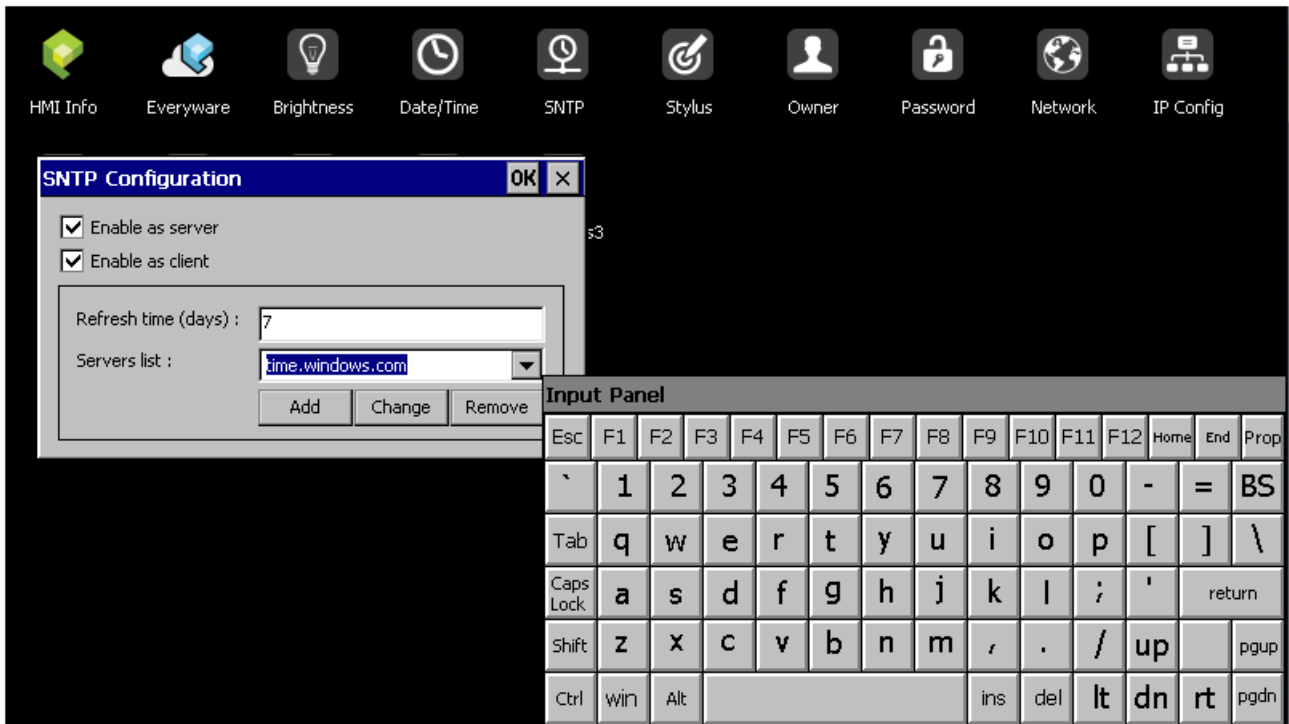 HMI Info Everyware Brightness Date/Time SNTP Stylus Owner Password Network IP Config
SNTP Configuration OK ×
Enable as server
s3
Enable as client
Refresh time (days) : 7
Servers list : time.windows.com
Add Change Remove
Input Panel
Esc F1 F2 F3 F4 F5 F6 F7 F8 F9 F10 F11 F12 Home End Prop
` 1 2 3 4 5 6 7 8 9 0 - = BS
Tab q w e r t y u i o p [ ] \
Caps Lock a s d f g h j k l ; ' return
Shift z x c v b n m , . / up pgup
Ctrl win Alt ins del lt dn rt pgdn